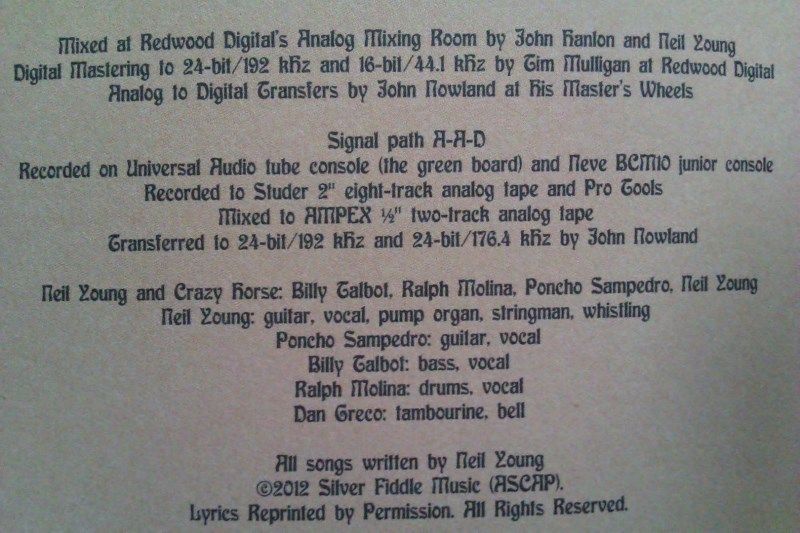 Mixed at Redwood Digital's Analog Mixing Room by John Hanlon and Neil Young
Digital Mastering to 24-bit/192 kHz and 16-bit/44.1 kHz by Tim Mulligan at Redwood Digital
Analog to Digital Transfers by John Nowland at His Master's Wheels
Signal path A-A-D
Recorded on Universal Audio tube console (the green board) and Neve BCM10 junior console
Recorded to Studer 2" eight-track analog tape and Pro Tools
Mixed to AMPEX ½" two-track analog tape
Transferred to 24-bit/192 kHz and 24-bit/176.4 kHz by John Nowland
Neil Young and Crazy Horse: Billy Talbot, Ralph Molina, Poncho Sampedro, Neil Young
Neil Young: guitar, vocal, pump organ, stringman, whistling
Poncho Sampedro: guitar, vocal
Billy Talbot: bass, vocal
Ralph Molina: drums, vocal
Dan Greco: tambourine, bell
All songs written by Neil Young
©2012 Silver Fiddle Music (ASCAP).
Lyrics Reprinted by Permission. All Rights Reserved.